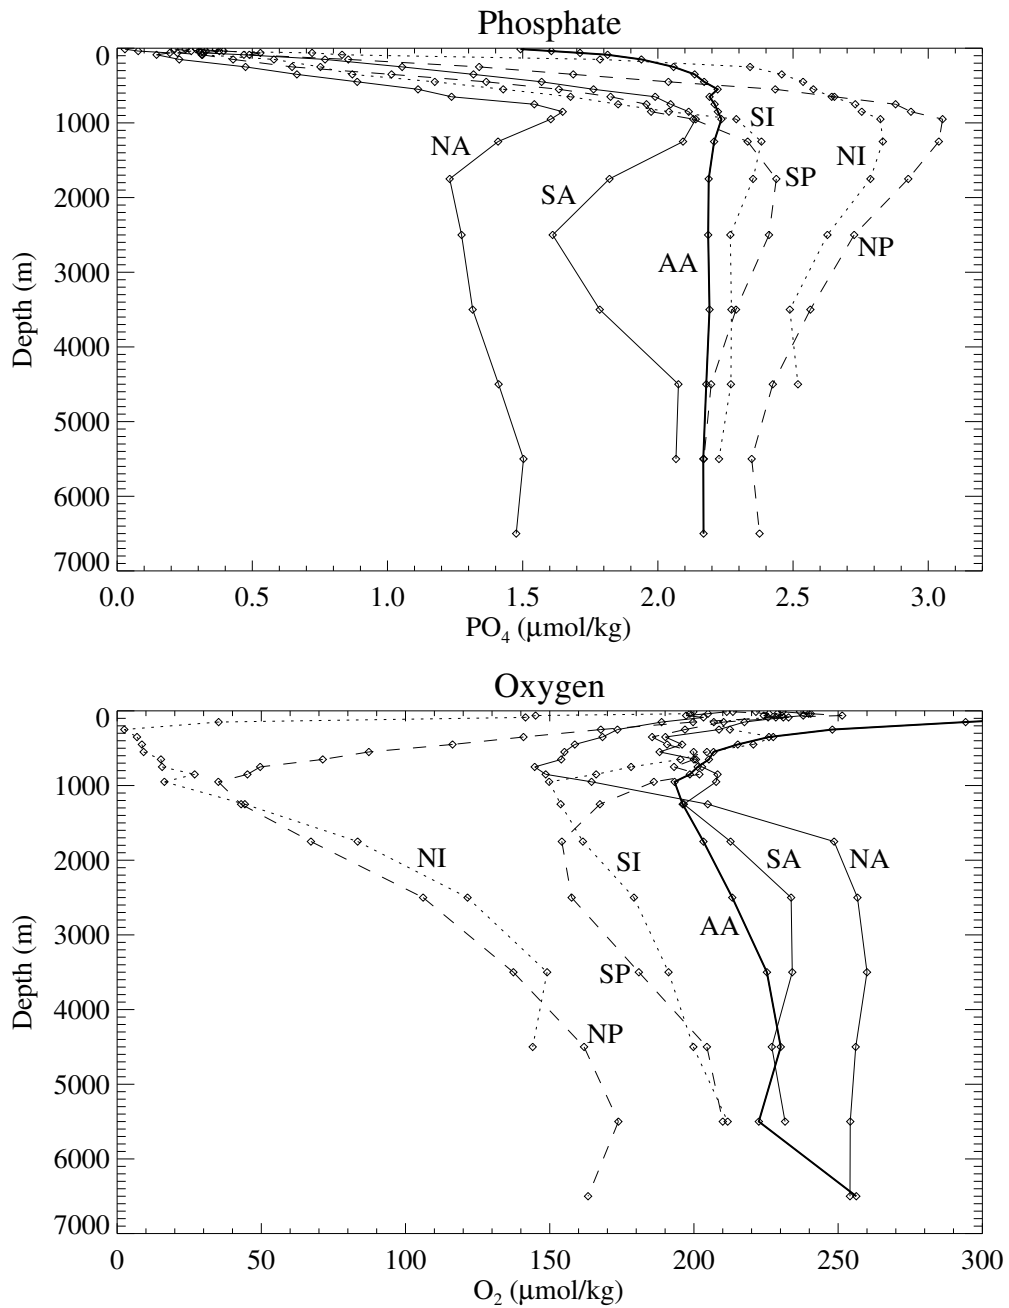 Phosphate
0
1000
2000
3000
4000
5000
6000
7000
Depth (m)
NA
SA
AA
SI
SP
NI
NP
0.0 0.5 1.0 1.5 2.0 2.5 3.0
PO₄ (μmol/kg)
Oxygen
0
1000
2000
3000
4000
5000
6000
7000
Depth (m)
NI
SI
SA
NA
AA
SP
NP
0 50 100 150 200 250 300
O₂ (μmol/kg)